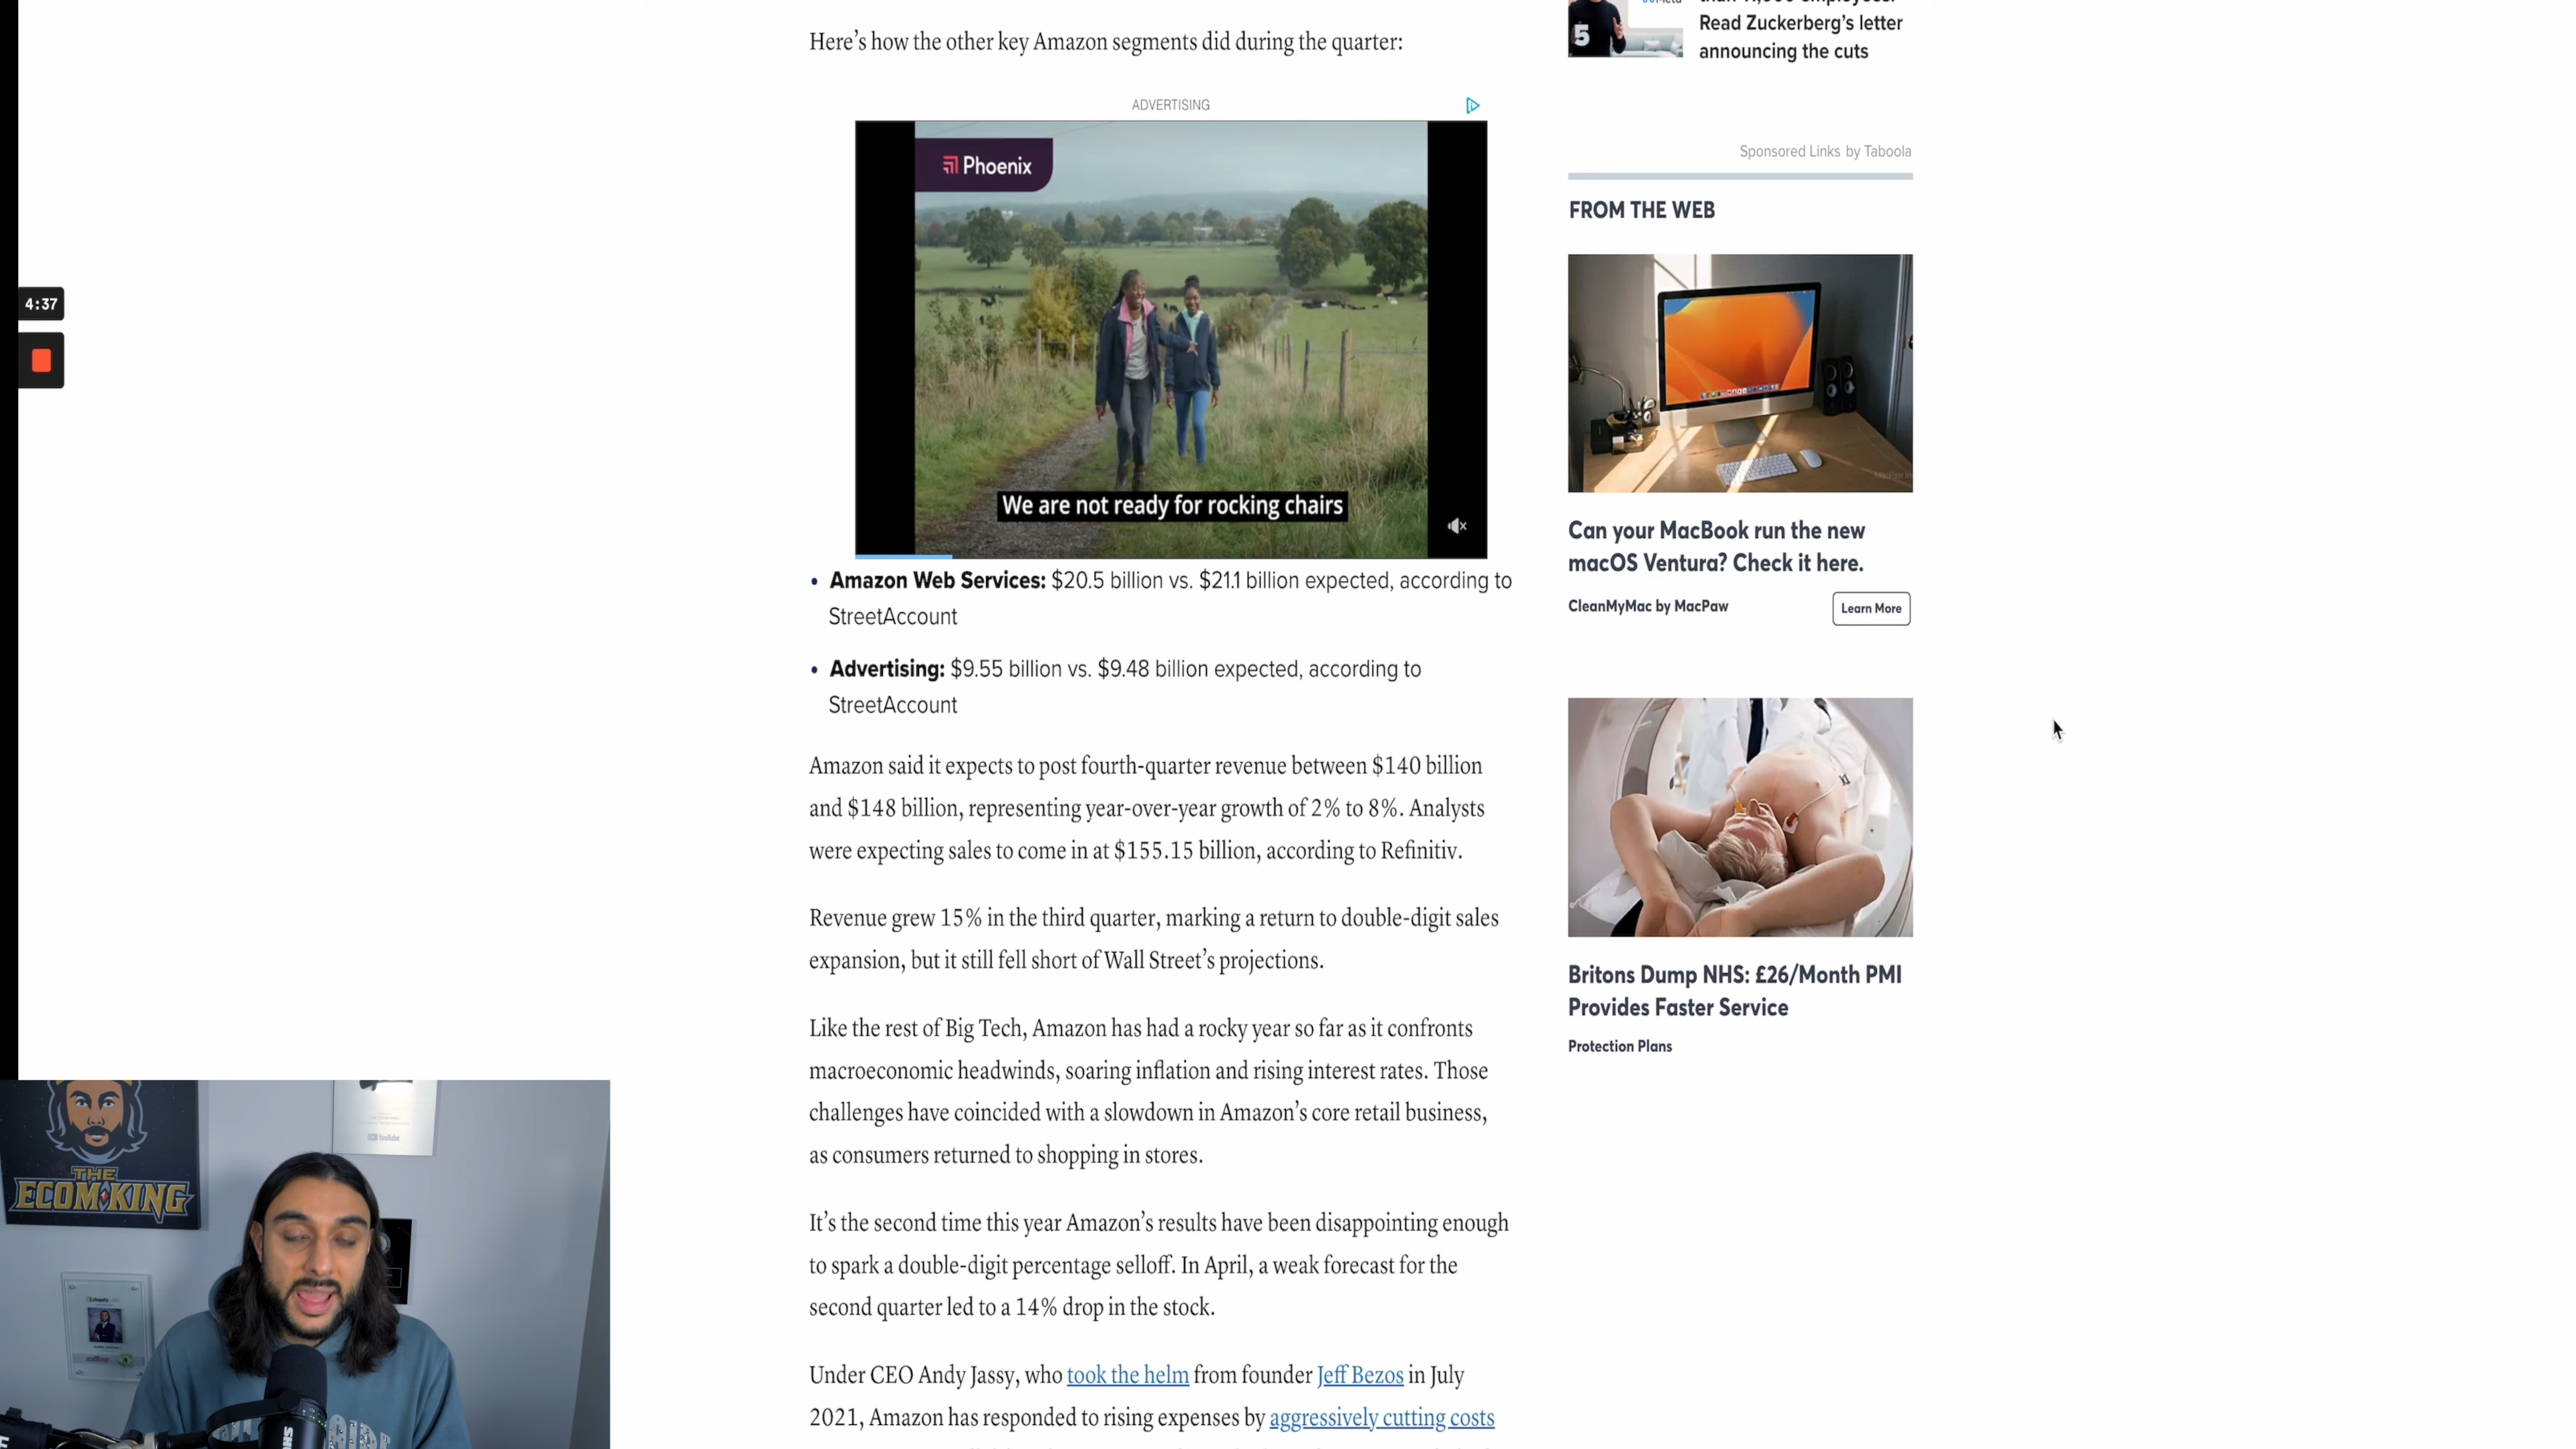 Here’s how the other key Amazon segments did during the quarter:
ADVERTISING
Phoenix
We are not ready for rocking chairs
• Amazon Web Services: $20.5 billion vs. $21.1 billion expected, according to
StreetAccount
• Advertising: $9.55 billion vs. $9.48 billion expected, according to
StreetAccount
Amazon said it expects to post fourth-quarter revenue between $140 billion
and $148 billion, representing year-over-year growth of 2% to 8%. Analysts
were expecting sales to come in at $155.15 billion, according to Refinitiv.
Revenue grew 15% in the third quarter, marking a return to double-digit sales
expansion, but it still fell short of Wall Street’s projections.
Like the rest of Big Tech, Amazon has had a rocky year so far as it confronts
macroeconomic headwinds, soaring inflation and rising interest rates. Those
challenges have coincided with a slowdown in Amazon’s core retail business,
as consumers returned to shopping in stores.
It’s the second time this year Amazon’s results have been disappointing enough
to spark a double-digit percentage selloff. In April, a weak forecast for the
second quarter led to a 14% drop in the stock.
Under CEO Andy Jassy, who took the helm from founder Jeff Bezos in July
2021, Amazon has responded to rising expenses by aggressively cutting costs
5
Read Zuckerberg’s letter
announcing the cuts
Sponsored Links by Taboola
FROM THE WEB
Can your MacBook run the new
macOS Ventura? Check it here.
CleanMyMac by MacPaw
Learn More
Britons Dump NHS: £26/Month PMI
Provides Faster Service
Protection Plans
4:37
THE
ECOM KING
YouTube
shopify